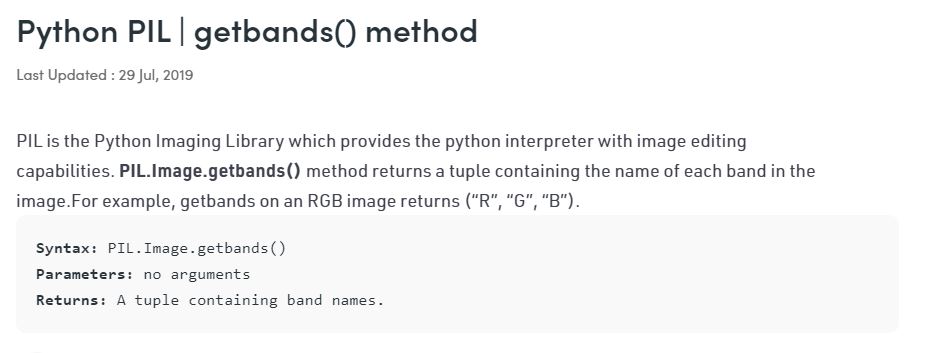 Python PIL | getbands() method
Last Updated : 29 Jul, 2019
PIL is the Python Imaging Library which provides the python interpreter with image editing
capabilities. PIL.Image.getbands() method returns a tuple containing the name of each band in the
image.For example, getbands on an RGB image returns (“R”, “G”, “B”).
Syntax: PIL.Image.getbands()
Parameters: no arguments
Returns: A tuple containing band names.